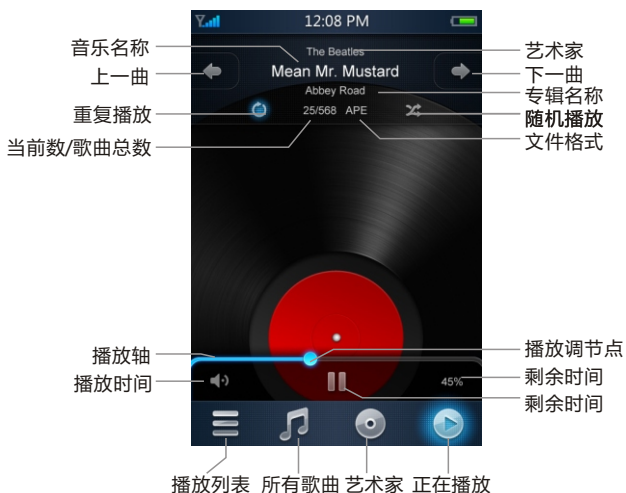 12:08 PM
音乐名称
The Beatles
艺术家
上一曲
Mean Mr. Mustard
下一曲
Abbey Road
专辑名称
重复播放
25/568 APE
随机播放
当前数/歌曲总数
文件格式
播放轴
播放调节点
播放时间
45%
剩余时间
剩余时间
播放列表 所有歌曲 艺术家 正在播放